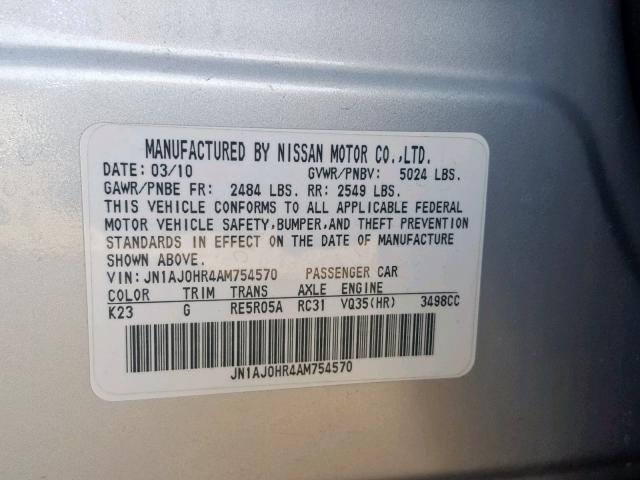 MANUFACTURED BY NISSAN MOTOR CO.,LTD.
DATE: 03/10 GVWR/PNBV: 5024 LBS.
GAWR/PNBE FR: 2484 LBS. RR: 2549 LBS.
THIS VEHICLE CONFORMS TO ALL APPLICABLE FEDERAL
MOTOR VEHICLE SAFETY,BUMPER,AND THEFT PREVENTION
STANDARDS IN EFFECT ON THE DATE OF MANUFACTURE
SHOWN ABOVE.
VIN: JN1AJ0HR4AM754570 PASSENGER CAR
COLOR TRIM TRANS AXLE ENGINE
K23 G RE5R05A RC31 VQ35(HR) 3498CC
JN1AJ0HR4AM754570